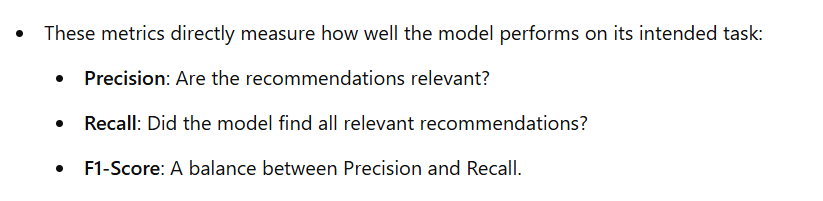 • These metrics directly measure how well the model performs on its intended task:
• Precision: Are the recommendations relevant?
• Recall: Did the model find all relevant recommendations?
• F1-Score: A balance between Precision and Recall.